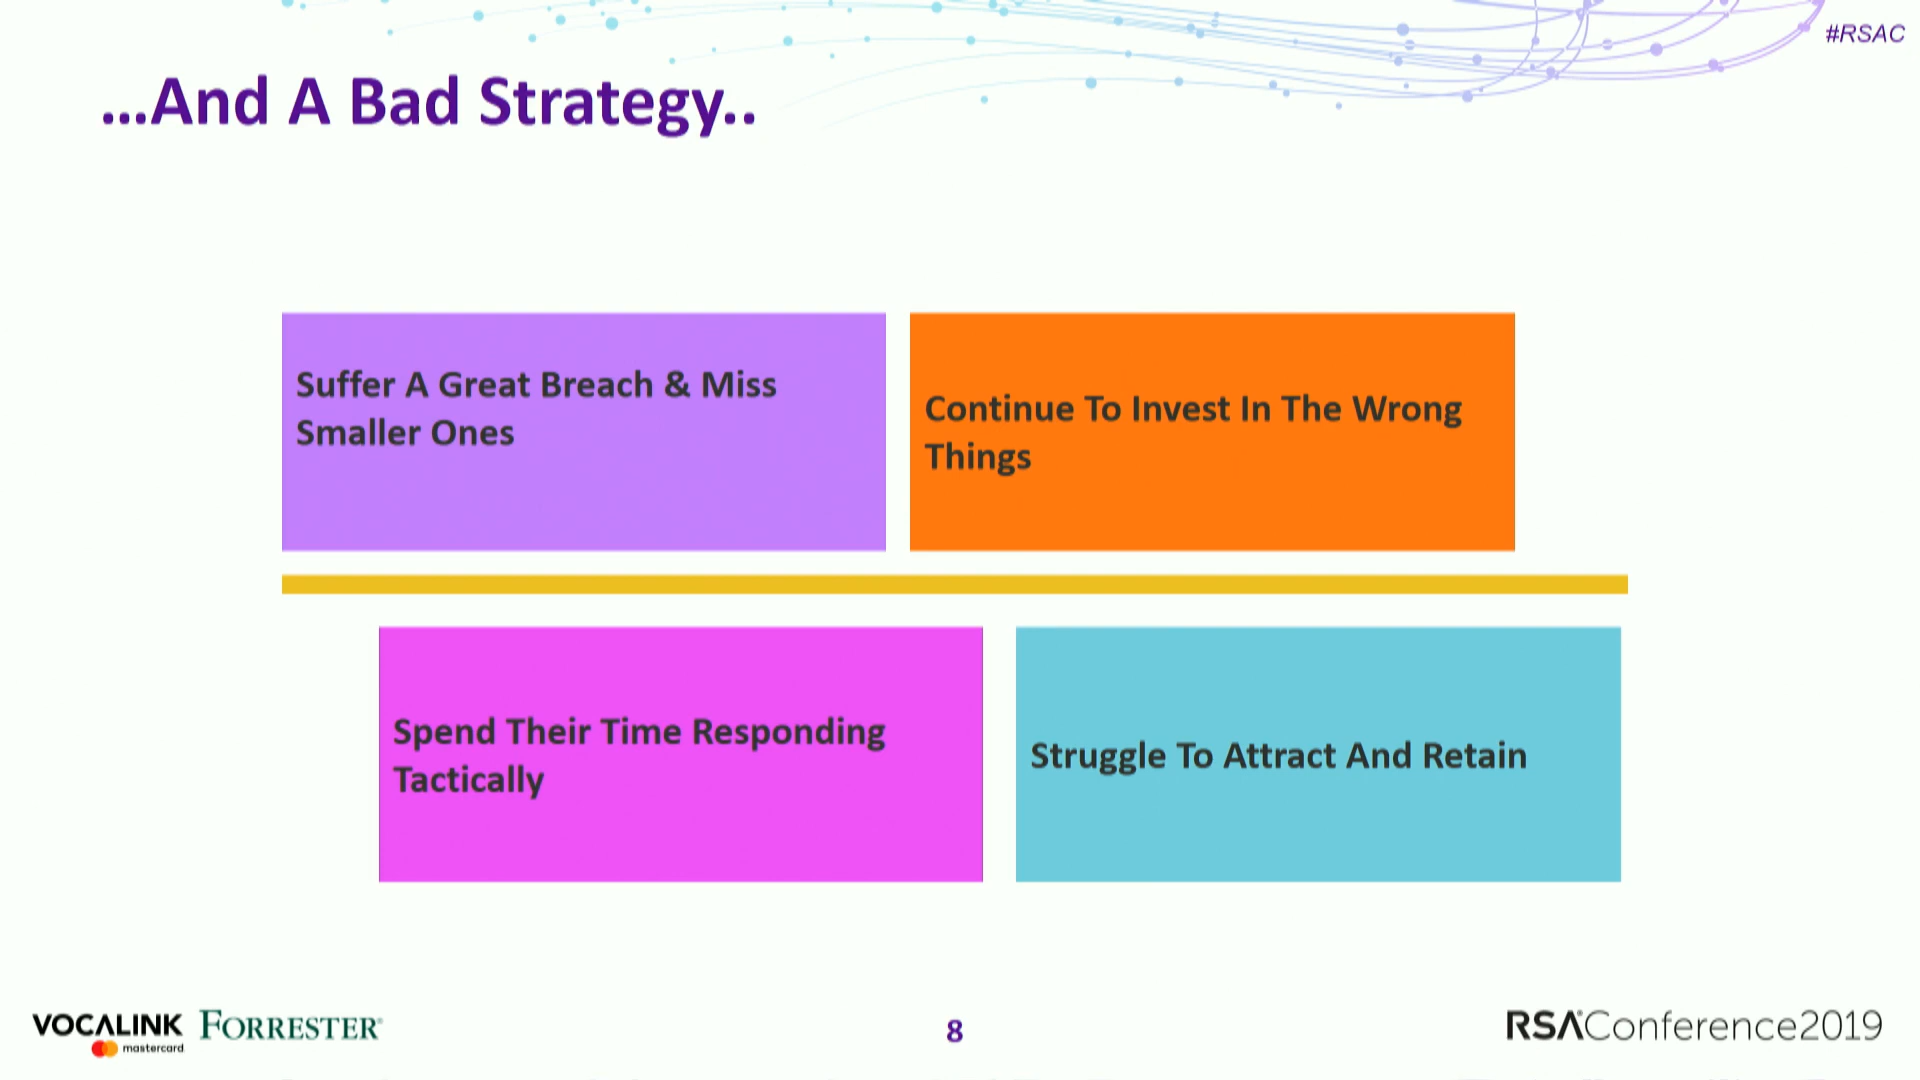 #RSAC
...And A Bad Strategy..
Suffer A Great Breach & Miss
Smaller Ones
Continue To Invest In The Wrong
Things
Spend Their Time Responding
Tactically
Struggle To Attract And Retain
VOCALINK
mastercard
FORRESTER®
8
RSAConference2019